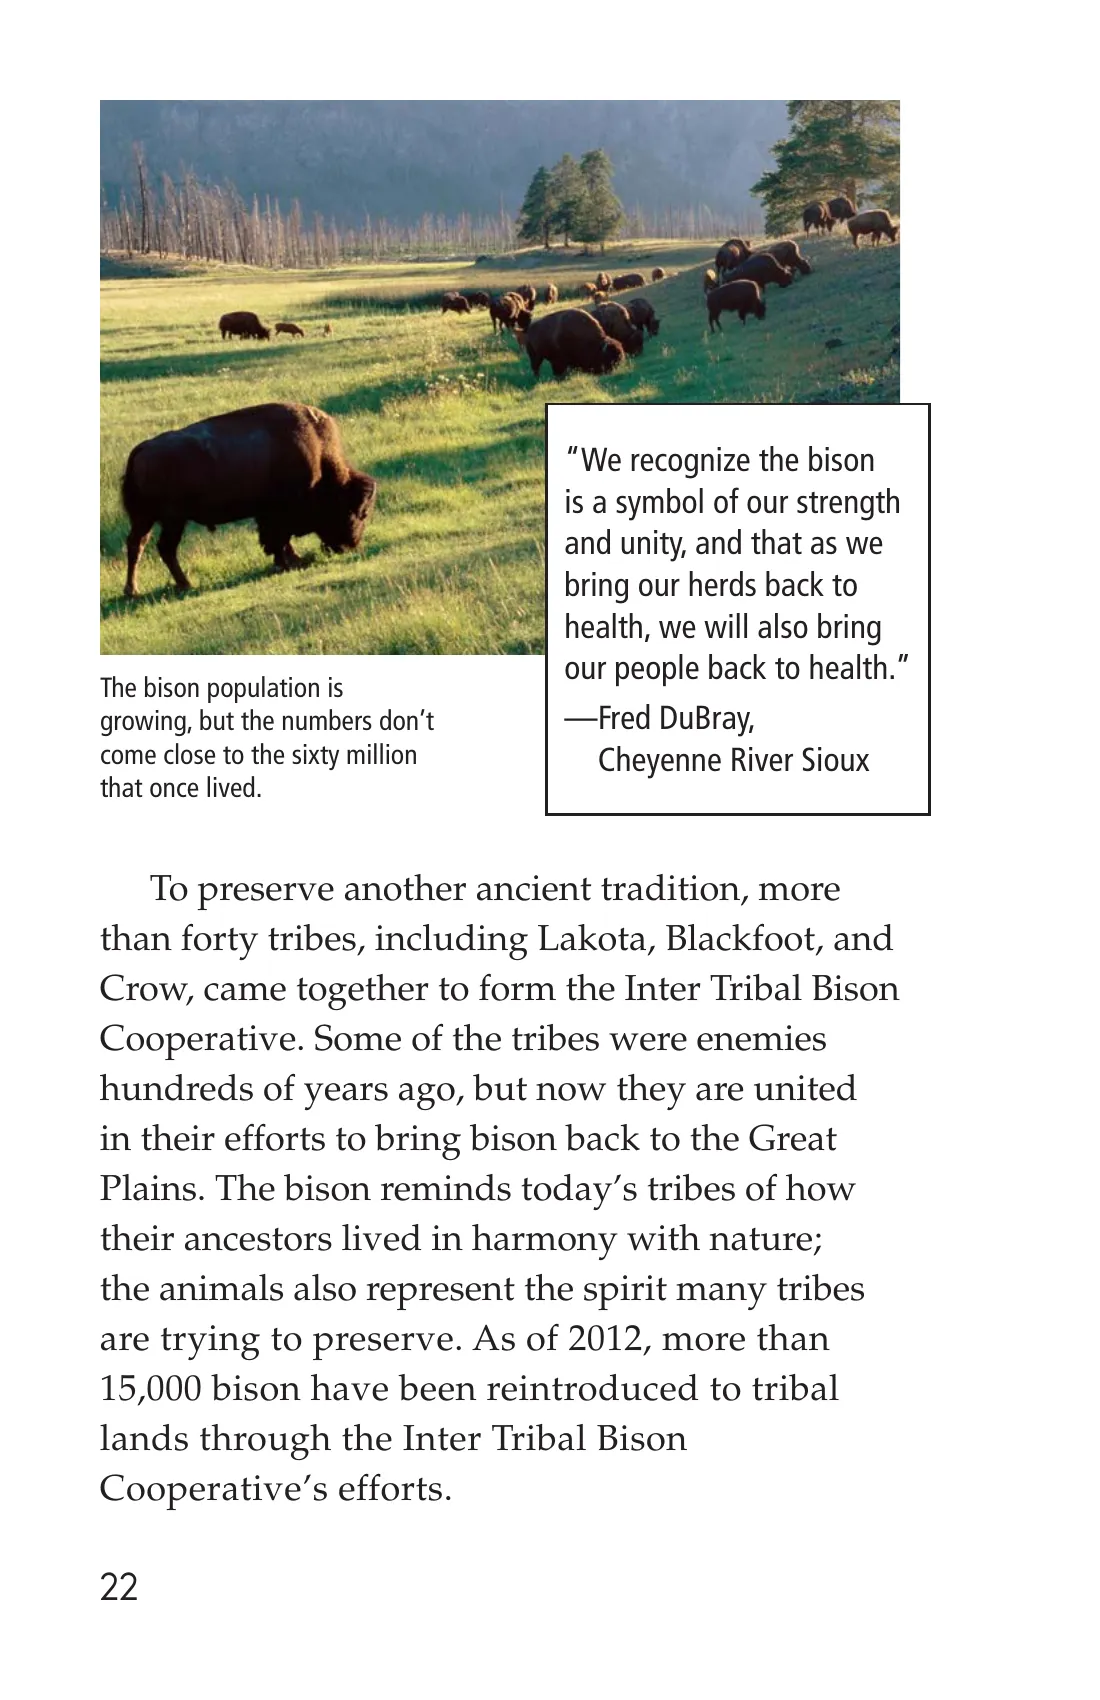 “We recognize the bison
is a symbol of our strength
and unity, and that as we
bring our herds back to
health, we will also bring
our people back to health.”
—Fred DuBray,
Cheyenne River Sioux
The bison population is
growing, but the numbers don’t
come close to the sixty million
that once lived.
To preserve another ancient tradition, more
than forty tribes, including Lakota, Blackfoot, and
Crow, came together to form the Inter Tribal Bison
Cooperative. Some of the tribes were enemies
hundreds of years ago, but now they are united
in their efforts to bring bison back to the Great
Plains. The bison reminds today’s tribes of how
their ancestors lived in harmony with nature;
the animals also represent the spirit many tribes
are trying to preserve. As of 2012, more than
15,000 bison have been reintroduced to tribal
lands through the Inter Tribal Bison
Cooperative’s efforts.
22